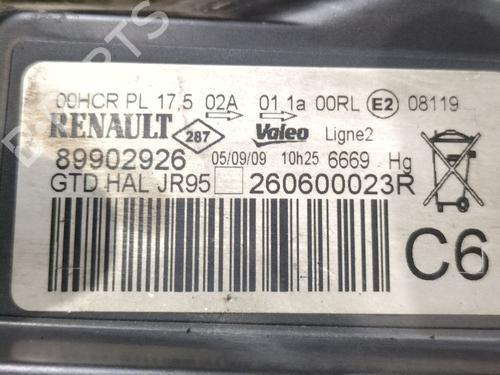 00HCR PL 17,5 02A 01 1a 00RL E2 08119
RENAULT 287 Valeo Ligne2
89902926 05/09/09 10h25 6669 Hg
GTD HAL JR95 260600023R
C6